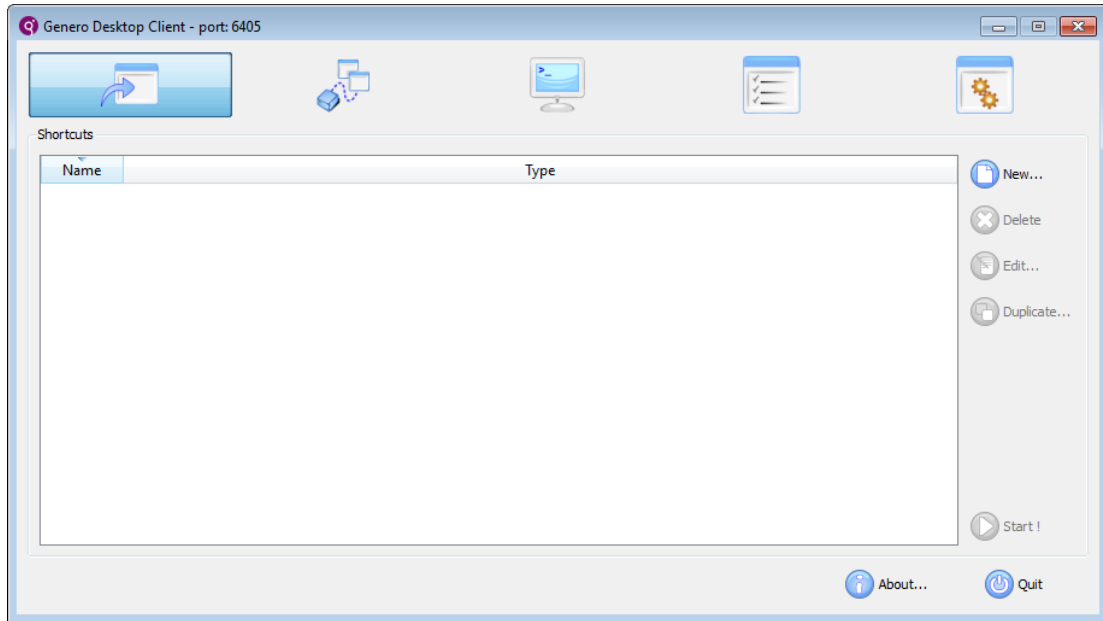 Genero Desktop Client - port: 6405
Shortcuts
Name Type
New...
Delete
Edit...
Duplicate...
Start !
About... Quit